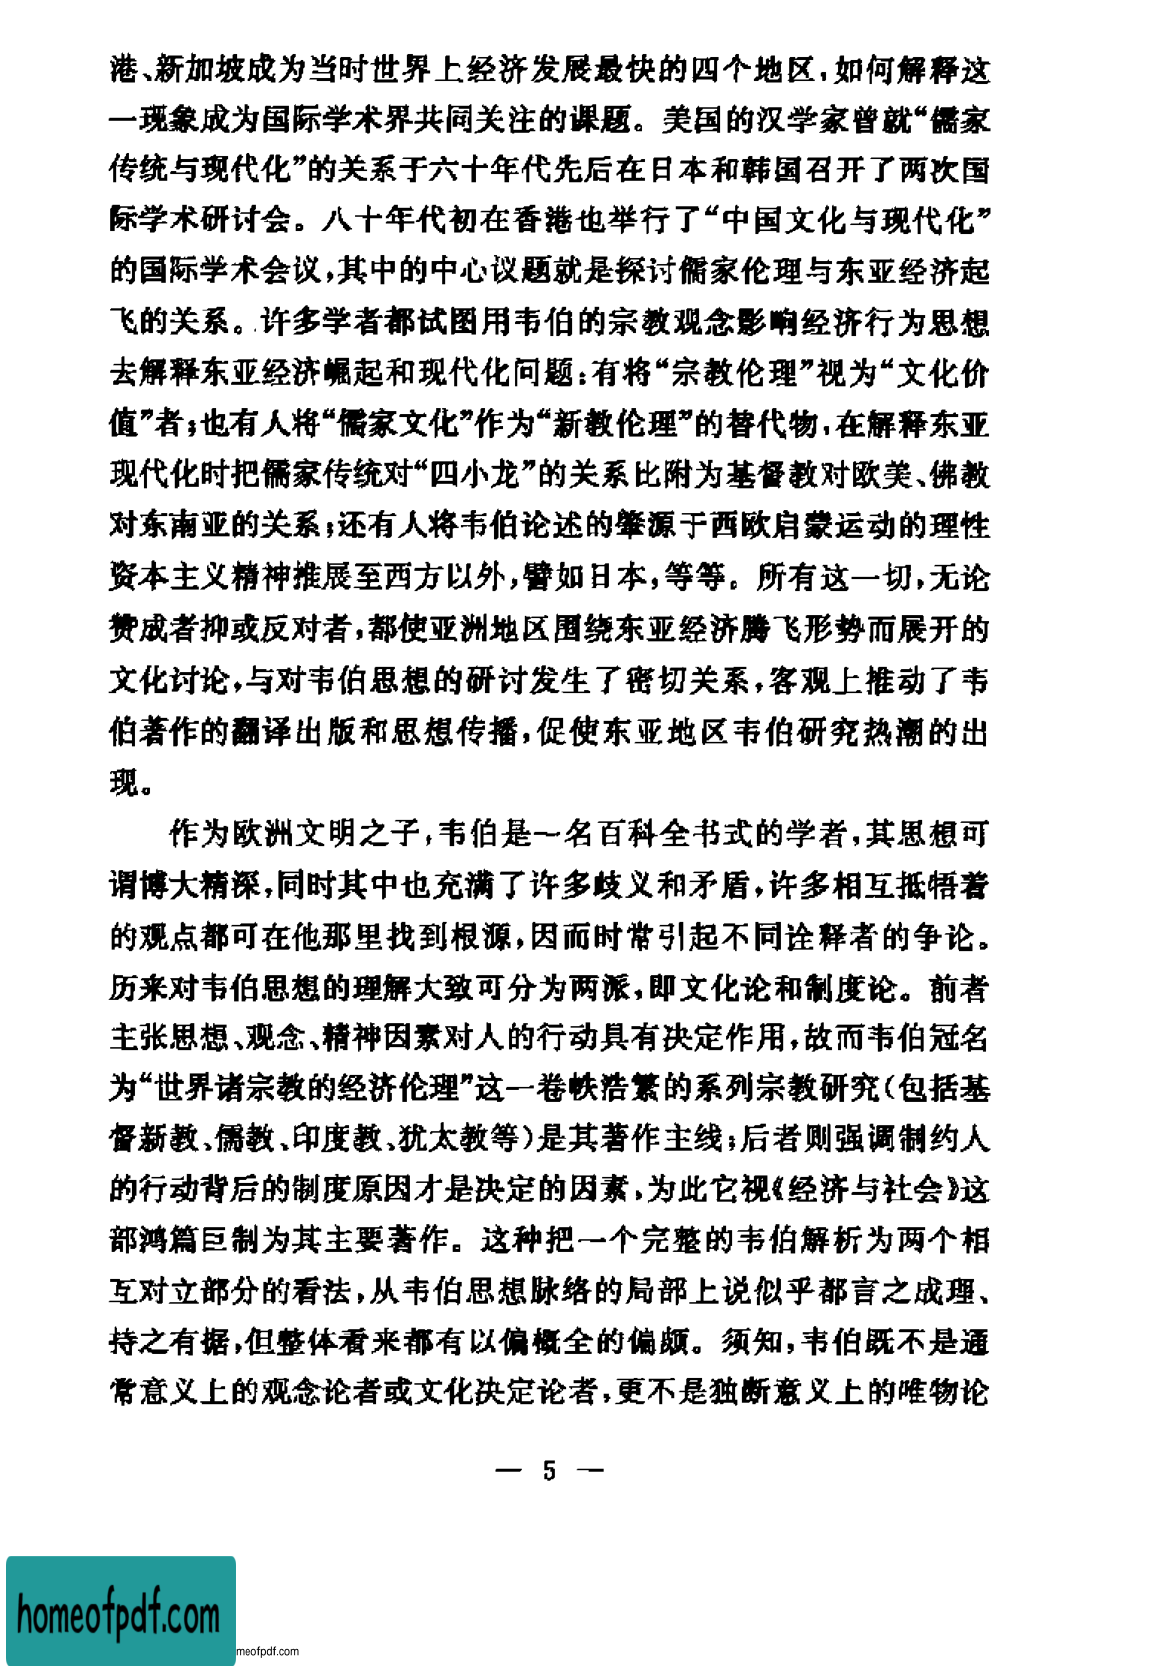 港、新加坡成为当时世界上经济发展最快的四个地区,如何解释这
一现象成为国际学术界共同关注的课题。美国的汉学家曾就“儒家
传统与现代化”的关系于六十年代先后在日本和韩国召开了两次国
际学术研讨会。八十年代初在香港也举行了“中国文化与现代化”
的国际学术会议,其中的中心议题就是探讨儒家伦理与东亚经济起
飞的关系。许多学者都试图用韦伯的宗教观念影响经济行为思想
去解释东亚经济崛起和现代化问题:有将“宗教伦理”视为“文化价
值”者;也有人将“儒家文化”作为“新教伦理”的替代物,在解释东亚
现代化时把儒家传统对“四小龙”的关系比附为基督教对欧美、佛教
对东南亚的关系;还有人将韦伯论述的肇源于西欧启蒙运动的理性
资本主义精神推展至西方以外,譬如日本,等等。所有这一切,无论
赞成者抑或反对者,都使亚洲地区围绕东亚经济腾飞形势而展开的
文化讨论,与对韦伯思想的研讨发生了密切关系,客观上推动了韦
伯著作的翻译出版和思想传播,促使东亚地区韦伯研究热潮的出
现。
作为欧洲文明之子,韦伯是一名百科全书式的学者,其思想可
谓博大精深,同时其中也充满了许多歧义和矛盾,许多相互抵牾着
的观点都可在他那里找到根源,因而时常引起不同诠释者的争论。
历来对韦伯思想的理解大致可分为两派,即文化论和制度论。前者
主张思想、观念、精神因素对人的行动具有决定作用,故而韦伯冠名
为“世界诸宗教的经济伦理”这一卷帙浩繁的系列宗教研究(包括基
督新教、儒教、印度教、犹太教等)是其著作主线;后者则强调制约人
的行动背后的制度原因才是决定的因素,为此它视《经济与社会》这
部鸿篇巨制为其主要著作。这种把一个完整的韦伯解析为两个相
互对立部分的看法,从韦伯思想脉络的局部上说似乎都言之成理、
持之有据,但整体看来都有以偏概全的偏颇。须知,韦伯既不是通
常意义上的观念论者或文化决定论者,更不是独断意义上的唯物论
— 5 —
homeofpdf.com
meofpdf.com